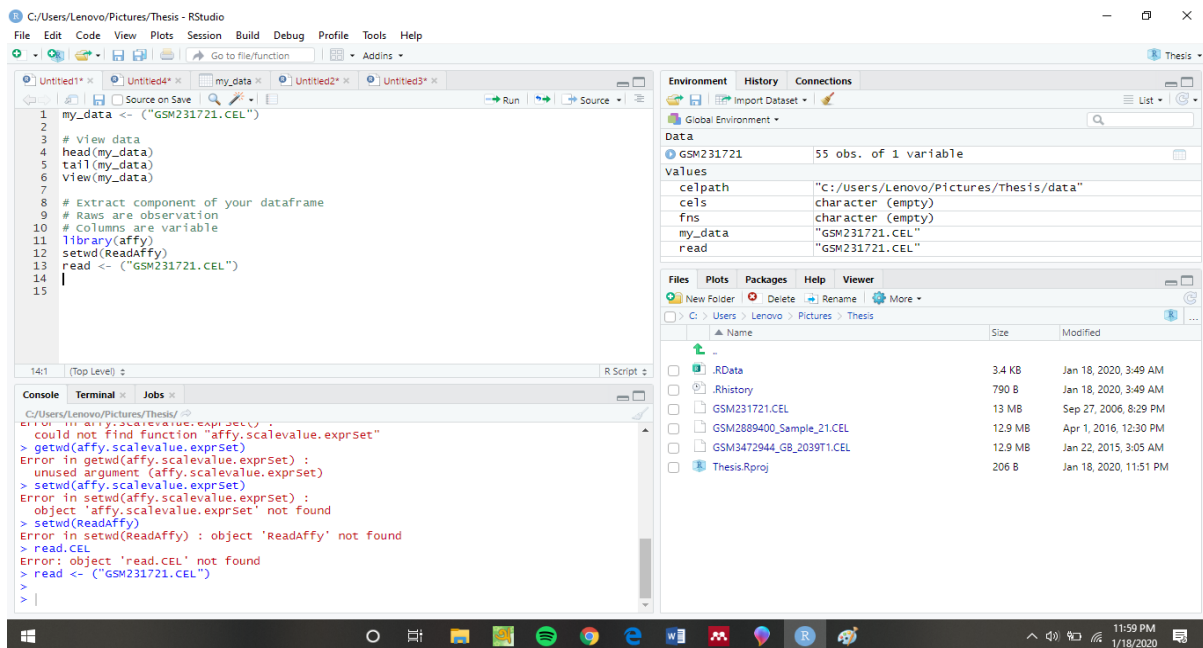 C:/Users/Lenovo/Pictures/Thesis - RStudio
File Edit Code View Plots Session Build Debug Profile Tools Help
Go to file/function Addins Thesis
Untitled1* Untitled4* my_data Untitled2* Untitled3*
Source on Save Run Source
1 my_data <- ("GSM231721.CEL")
2
3 # View data
4 head(my_data)
5 tail(my_data)
6 View(my_data)
7
8 # Extract component of your dataframe
9 # Raws are observation
10 # Columns are variable
11 library(affy)
12 setwd(ReadAffy)
13 read <- ("GSM231721.CEL")
14
15
14:1 (Top Level) R Script
Console Terminal Jobs
C:/Users/Lenovo/Pictures/Thesis/
Error in affy.scalevalue.exprSet() :
could not find function "affy.scalevalue.exprSet"
> getwd(affy.scalevalue.exprSet)
Error in getwd(affy.scalevalue.exprSet) :
unused argument (affy.scalevalue.exprSet)
> setwd(affy.scalevalue.exprSet)
Error in setwd(affy.scalevalue.exprSet) :
object 'affy.scalevalue.exprSet' not found
> setwd(ReadAffy)
Error in setwd(ReadAffy) : object 'ReadAffy' not found
> read.CEL
Error: object 'read.CEL' not found
> read <- ("GSM231721.CEL")
>
>
Environment History Connections
Import Dataset List
Global Environment
Data
GSM231721 55 obs. of 1 variable
Values
celpath "C:/Users/Lenovo/Pictures/Thesis/data"
cels character (empty)
fns character (empty)
my_data "GSM231721.CEL"
read "GSM231721.CEL"
Files Plots Packages Help Viewer
New Folder Delete Rename More
C: > Users > Lenovo > Pictures > Thesis
Name Size Modified
..
.RData 3.4 KB Jan 18, 2020, 3:49 AM
.Rhistory 790 B Jan 18, 2020, 3:49 AM
GSM231721.CEL 13 MB Sep 27, 2006, 8:29 PM
GSM2889400_Sample_21.CEL 12.9 MB Apr 1, 2016, 12:30 PM
GSM3472944_GB_2039T1.CEL 12.9 MB Jan 22, 2015, 3:05 AM
Thesis.Rproj 206 B Jan 18, 2020, 11:51 PM
11:59 PM
1/18/2020